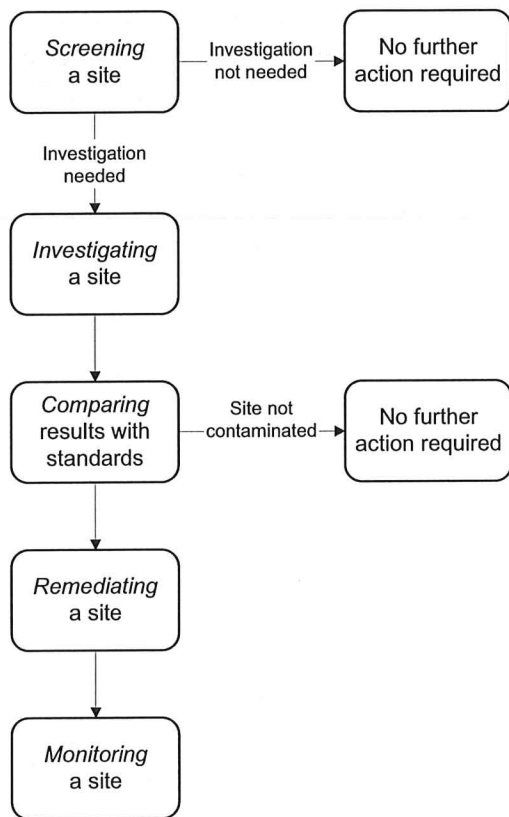 Screening
a site
Investigation
not needed
No further
action required
Investigation
needed
Investigating
a site
Comparing
results with
standards
Site not
contaminated
No further
action required
Remediating
a site
Monitoring
a site